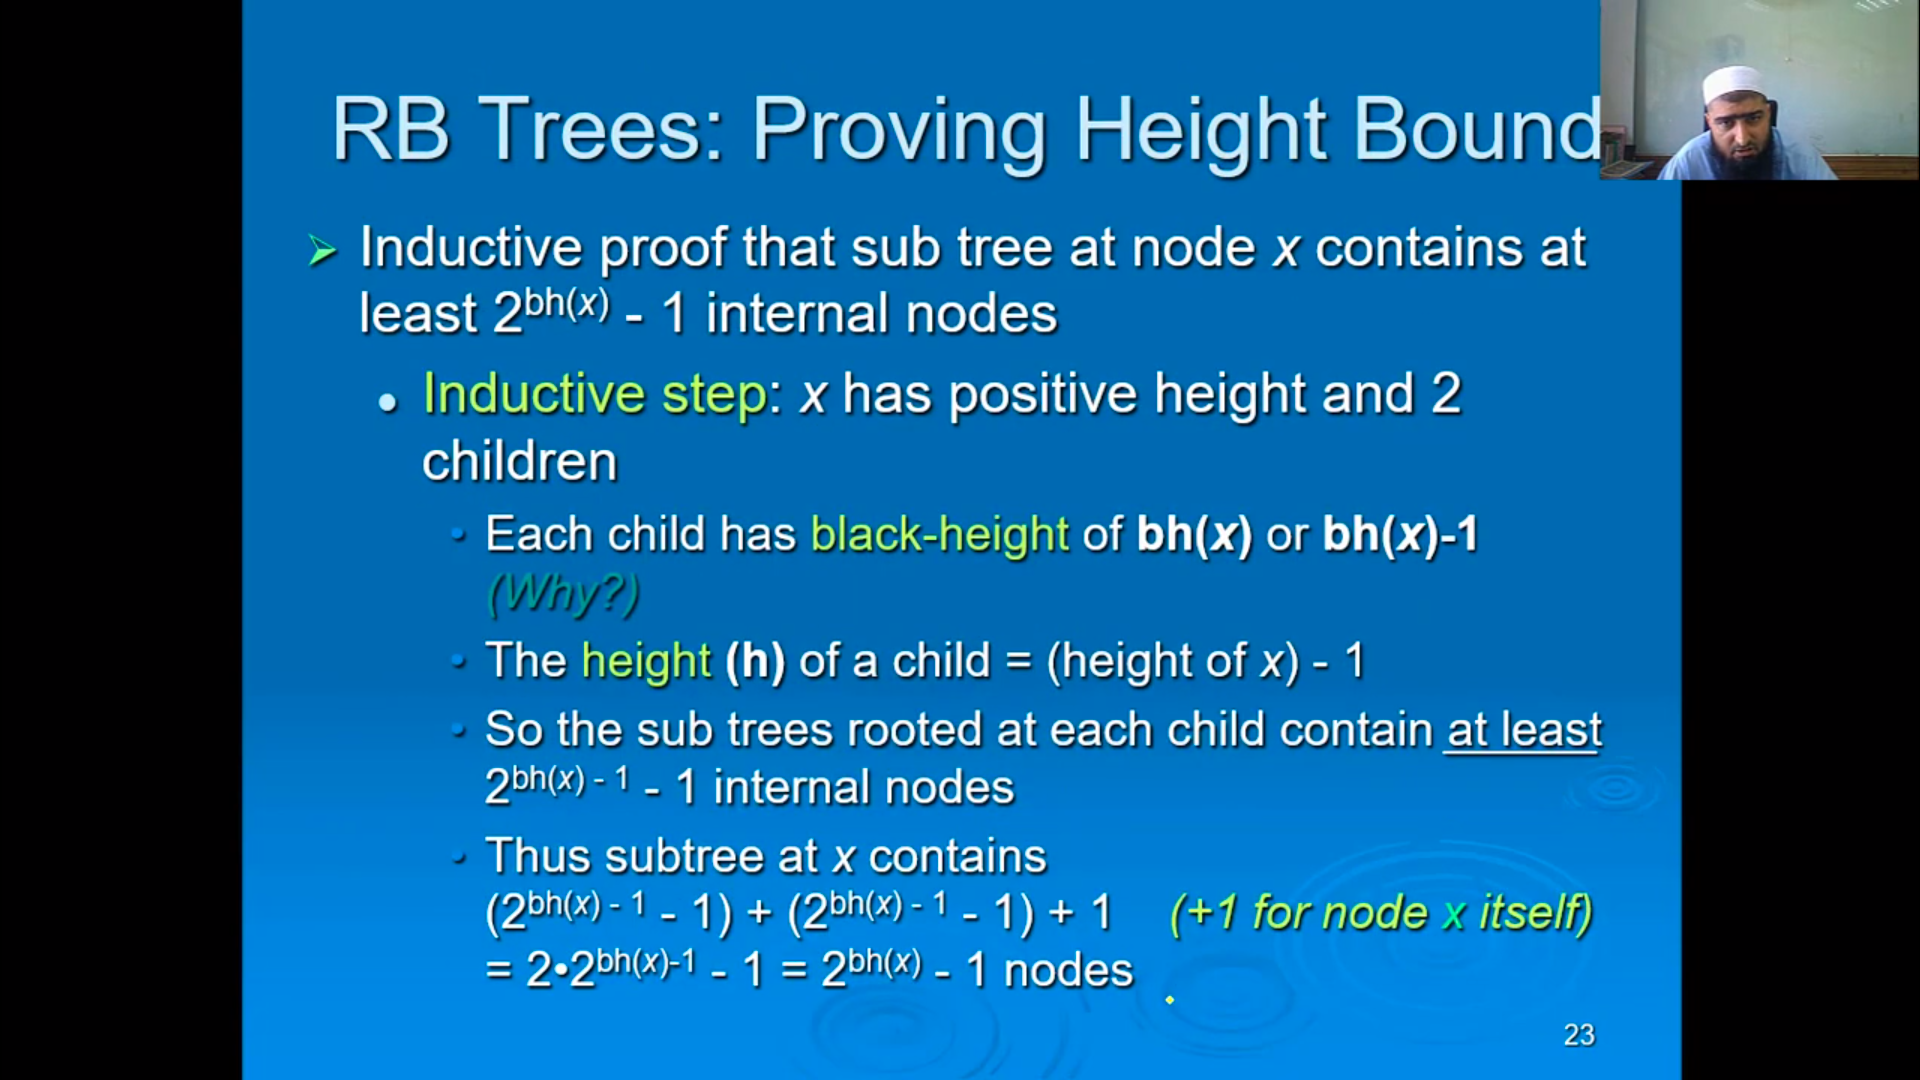 RB Trees: Proving Height Bound
➢ Inductive proof that sub tree at node x contains at
least 2^bh(x) - 1 internal nodes
• Inductive step: x has positive height and 2
children
• Each child has black-height of bh(x) or bh(x)-1
(Why?)
• The height (h) of a child = (height of x) - 1
• So the sub trees rooted at each child contain at least
2^bh(x) - 1 - 1 internal nodes
• Thus subtree at x contains
(2^bh(x) - 1 - 1) + (2^bh(x) - 1 - 1) + 1 (+1 for node x itself)
= 2•2^bh(x)-1 - 1 = 2^bh(x) - 1 nodes
23